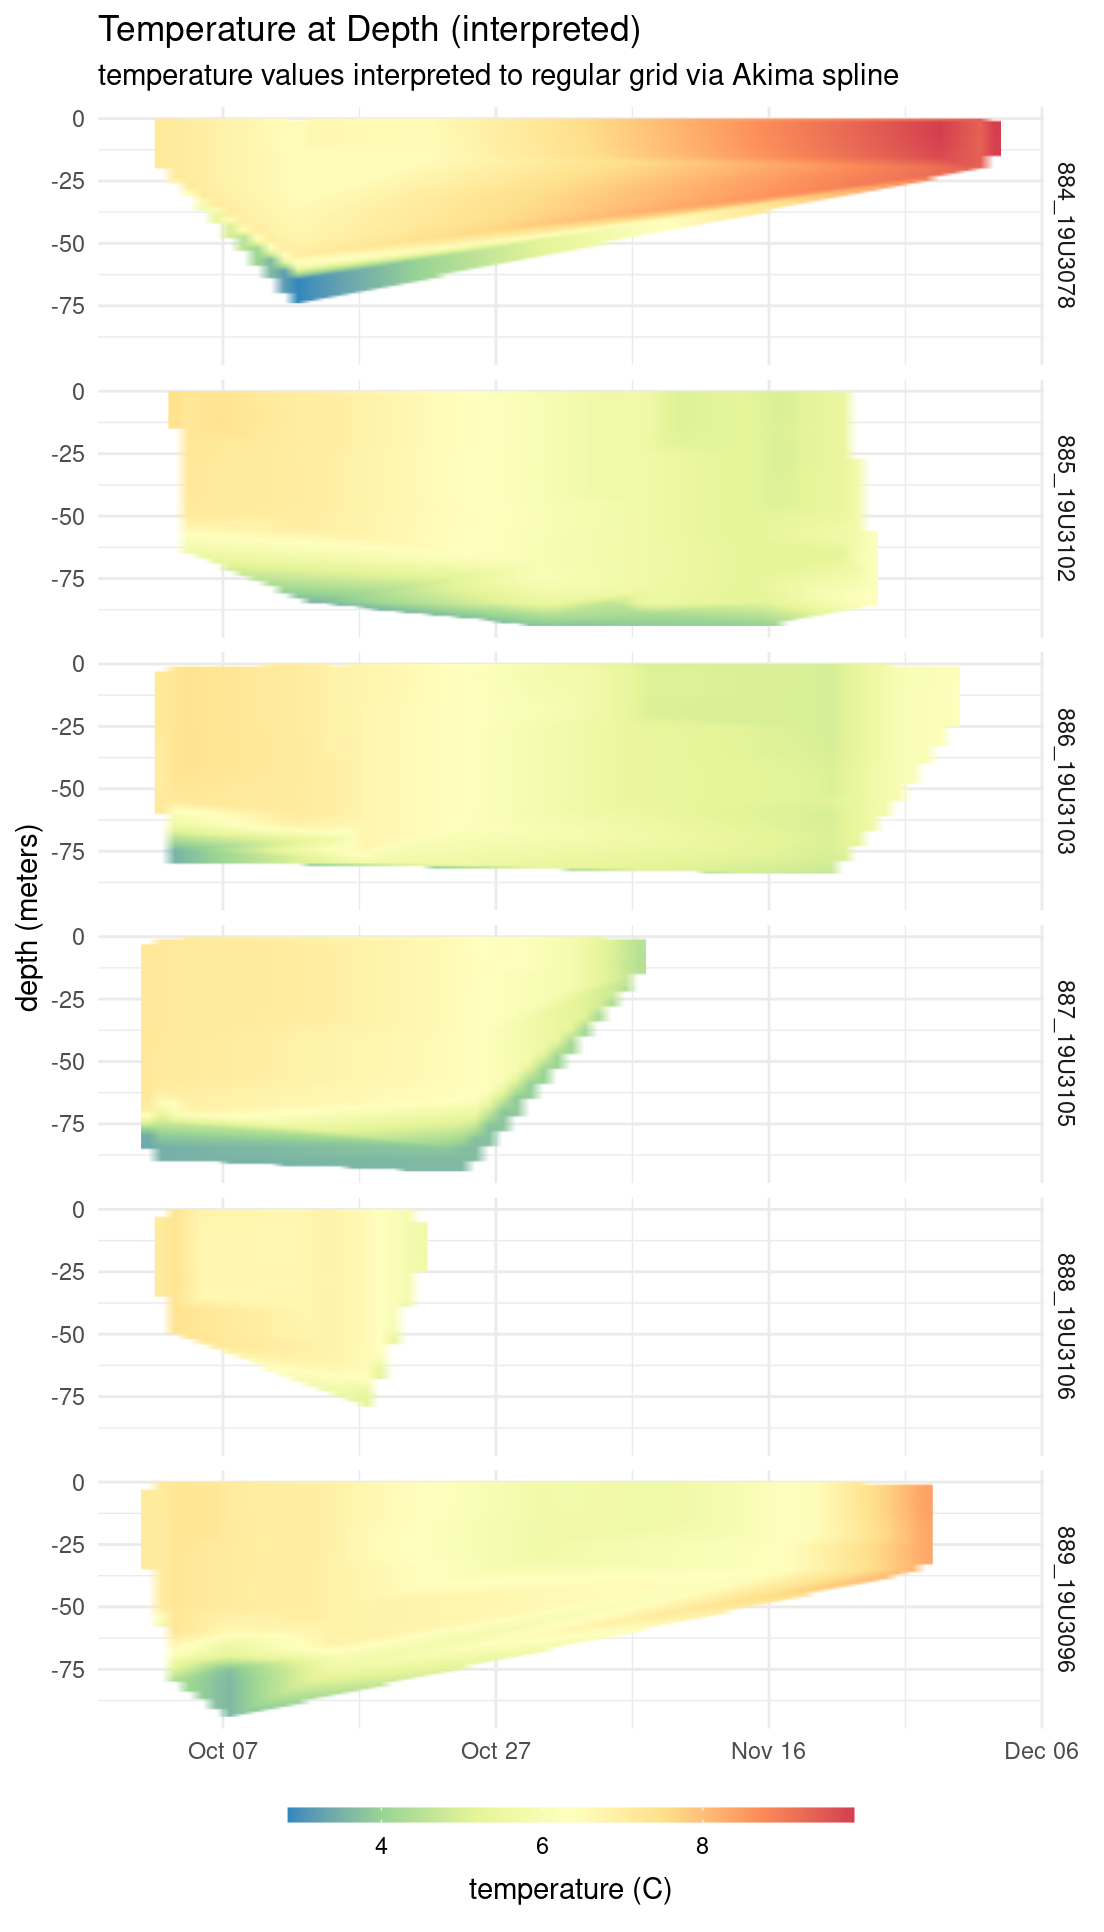 Temperature at Depth (interpreted)
temperature values interpreted to regular grid via Akima spline
depth (meters)
0
-25
-50
-75
884_19U3078
0
-25
-50
-75
885_19U3102
0
-25
-50
-75
886_19U3103
0
-25
-50
-75
887_19U3105
0
-25
-50
-75
888_19U3106
0
-25
-50
-75
889_19U3096
Oct 07 Oct 27 Nov 16 Dec 06
4 6 8
temperature (C)